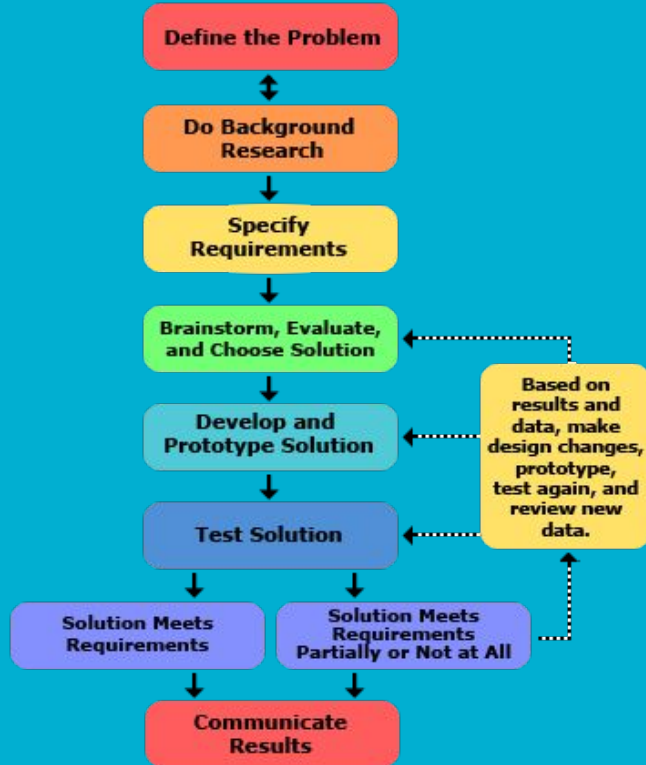 Define the Problem
Do Background
Research
Specify
Requirements
Brainstorm, Evaluate,
and Choose Solution
Develop and
Prototype Solution
Based on
results and
data, make
design changes,
prototype,
test again, and
review new
data.
Test Solution
Solution Meets
Requirements
Solution Meets
Requirements
Partially or Not at All
Communicate
Results